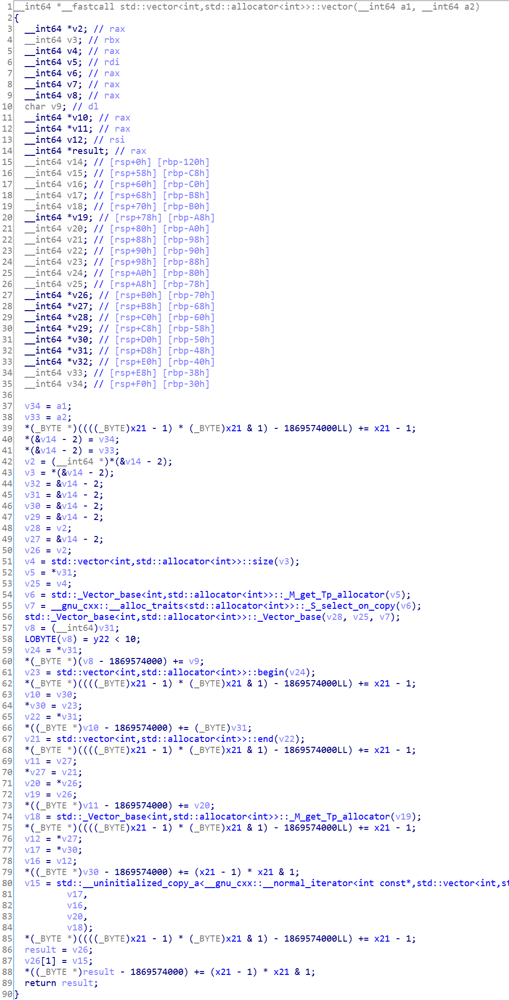 1 __int64 *__fastcall std::vector<int,std::allocator<int>>::vector(__int64 a1, __int64 a2)
2 {
3   __int64 *v2; // rax
4   __int64 v3; // rbx
5   __int64 v4; // rax
6   __int64 v5; // rdi
7   __int64 v6; // rax
8   __int64 v7; // rax
9   __int64 v8; // rax
10   char v9; // dl
11   __int64 *v10; // rax
12   __int64 *v11; // rax
13   __int64 v12; // rsi
14   __int64 *result; // rax
15   __int64 v14; // [rsp+0h] [rbp-120h]
16   __int64 v15; // [rsp+58h] [rbp-C8h]
17   __int64 v16; // [rsp+60h] [rbp-C0h]
18   __int64 v17; // [rsp+68h] [rbp-B8h]
19   __int64 v18; // [rsp+70h] [rbp-B0h]
20   __int64 *v19; // [rsp+78h] [rbp-A8h]
21   __int64 v20; // [rsp+80h] [rbp-A0h]
22   __int64 v21; // [rsp+88h] [rbp-98h]
23   __int64 v22; // [rsp+90h] [rbp-90h]
24   __int64 v23; // [rsp+98h] [rbp-88h]
25   __int64 v24; // [rsp+A0h] [rbp-80h]
26   __int64 v25; // [rsp+A8h] [rbp-78h]
27   __int64 *v26; // [rsp+B0h] [rbp-70h]
28   __int64 *v27; // [rsp+B8h] [rbp-68h]
29   __int64 *v28; // [rsp+C0h] [rbp-60h]
30   __int64 *v29; // [rsp+C8h] [rbp-58h]
31   __int64 *v30; // [rsp+D0h] [rbp-50h]
32   __int64 *v31; // [rsp+D8h] [rbp-48h]
33   __int64 *v32; // [rsp+E0h] [rbp-40h]
34   __int64 v33; // [rsp+E8h] [rbp-38h]
35   __int64 v34; // [rsp+F0h] [rbp-30h]
36
37   v34 = a1;
38   v33 = a2;
39   *(_BYTE *)((((_BYTE)x21 - 1) * (_BYTE)x21 & 1) - 1869574000LL) += x21 - 1;
40   *(&v14 - 2) = v34;
41   *(&v14 - 2) = v33;
42   v2 = (__int64 *)*(&v14 - 2);
43   v3 = *(&v14 - 2);
44   v32 = &v14 - 2;
45   v31 = &v14 - 2;
46   v30 = &v14 - 2;
47   v29 = &v14 - 2;
48   v28 = v2;
49   v27 = &v14 - 2;
50   v26 = v2;
51   v4 = std::vector<int,std::allocator<int>>::size(v3);
52   v5 = *v31;
53   v25 = v4;
54   v6 = std::_Vector_base<int,std::allocator<int>>::_M_get_Tp_allocator(v5);
55   v7 = __gnu_cxx::__alloc_traits<std::allocator<int>>::_S_select_on_copy(v6);
56   std::_Vector_base<int,std::allocator<int>>::_Vector_base(v28, v25, v7);
57   v8 = (__int64)v31;
58   LOBYTE(v8) = y22 < 10;
59   v24 = *v31;
60   *(_BYTE *)(v8 - 1869574000) += v9;
61   v23 = std::vector<int,std::allocator<int>>::begin(v24);
62   *(_BYTE *)((((_BYTE)x21 - 1) * (_BYTE)x21 & 1) - 1869574000LL) += x21 - 1;
63   v10 = v30;
64   *v30 = v23;
65   v22 = *v31;
66   *((_BYTE *)v10 - 1869574000) += (_BYTE)v31;
67   v21 = std::vector<int,std::allocator<int>>::end(v22);
68   *(_BYTE *)((((_BYTE)x21 - 1) * (_BYTE)x21 & 1) - 1869574000LL) += x21 - 1;
69   v11 = v27;
70   *v27 = v21;
71   v20 = *v26;
72   v19 = v26;
73   *((_BYTE *)v11 - 1869574000) += v20;
74   v18 = std::_Vector_base<int,std::allocator<int>>::_M_get_Tp_allocator(v19);
75   *(_BYTE *)((((_BYTE)x21 - 1) * (_BYTE)x21 & 1) - 1869574000LL) += x21 - 1;
76   v12 = *v27;
77   v17 = *v30;
78   v16 = v12;
79   *((_BYTE *)v30 - 1869574000) += (x21 - 1) * x21 & 1;
80   v15 = std::__uninitialized_copy_a<__gnu_cxx::__normal_iterator<int const*,std::vector<int,st
81           v17,
82           v16,
83           v20,
84           v18);
85   *(_BYTE *)((((_BYTE)x21 - 1) * (_BYTE)x21 & 1) - 1869574000LL) += x21 - 1;
86   result = v26;
87   v26[1] = v15;
88   *((_BYTE *)result - 1869574000) += (x21 - 1) * x21 & 1;
89   return result;
90 }